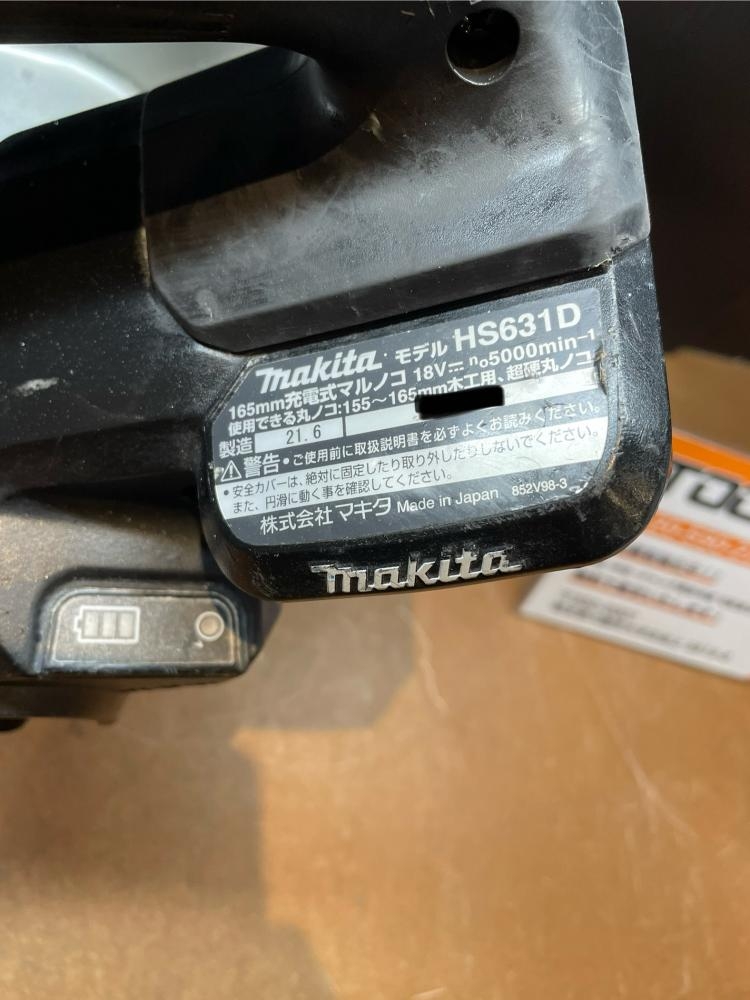 makita モデル HS631D
165mm充電式マルノコ 18V⎓ n₀5000min⁻¹
使用できる丸ノコ:155～165mm木工用、超硬丸ノコ
製造 21.6
⚠警告・ご使用前に取扱説明書を必ずよくお読みください。
・安全カバーは、絶対に固定したり取り外したりしないでください。
また、円滑に動く事を確認してください。
株式会社マキタ Made in Japan 852V98-3
makita